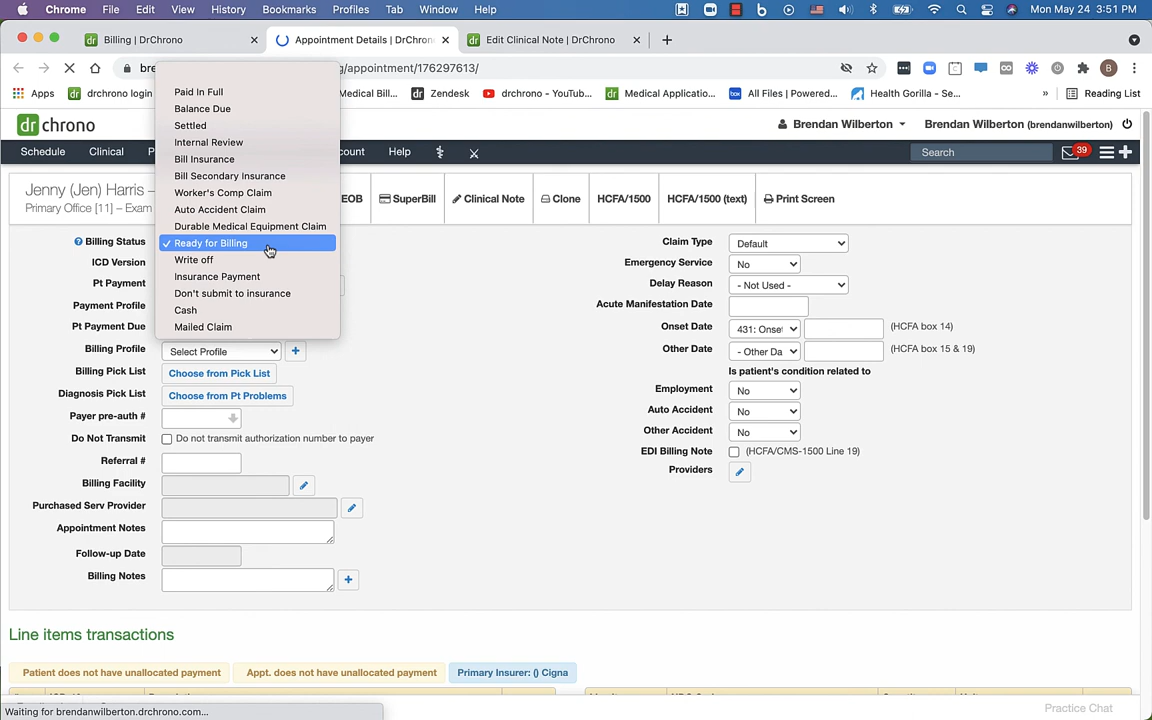 Chrome File Edit View History Bookmarks Profiles Tab Window Help Mon May 24 3:51 PM
Billing | DrChrono Appointment Details | DrChron Edit Clinical Note | DrChrono
bre g/appointment/176297613/ B
Apps drchrono login Medical Bill... Zendesk drchrono - YouTub... Medical Applicatio... All Files | Powered... Health Gorilla - Se... » Reading List
drchrono Brendan Wilberton Brendan Wilberton (brendanwilberton)
Schedule Clinical P count Help Search 39
Jenny (Jen) Harris –
Primary Office [11] – Exam
EOB SuperBill Clinical Note Clone HCFA/1500 HCFA/1500 (text) Print Screen
Paid In Full
Balance Due
Settled
Internal Review
Bill Insurance
Bill Secondary Insurance
Worker's Comp Claim
Auto Accident Claim
Durable Medical Equipment Claim
✓ Ready for Billing
Write off
Insurance Payment
Don't submit to insurance
Cash
Mailed Claim
Billing Status
ICD Version
Pt Payment
Payment Profile
Pt Payment Due
Billing Profile Select Profile
Billing Pick List Choose from Pick List
Diagnosis Pick List Choose from Pt Problems
Payer pre-auth #
Do Not Transmit Do not transmit authorization number to payer
Referral #
Billing Facility
Purchased Serv Provider
Appointment Notes
Follow-up Date
Billing Notes
Claim Type Default
Emergency Service No
Delay Reason - Not Used -
Acute Manifestation Date
Onset Date 431: Onset (HCFA box 14)
Other Date - Other Da (HCFA box 15 & 19)
Is patient's condition related to
Employment No
Auto Accident No
Other Accident No
EDI Billing Note (HCFA/CMS-1500 Line 19)
Providers
Line items transactions
Patient does not have unallocated payment Appt. does not have unallocated payment Primary Insurer: () Cigna
Waiting for brendanwilberton.drchrono.com...
Practice Chat